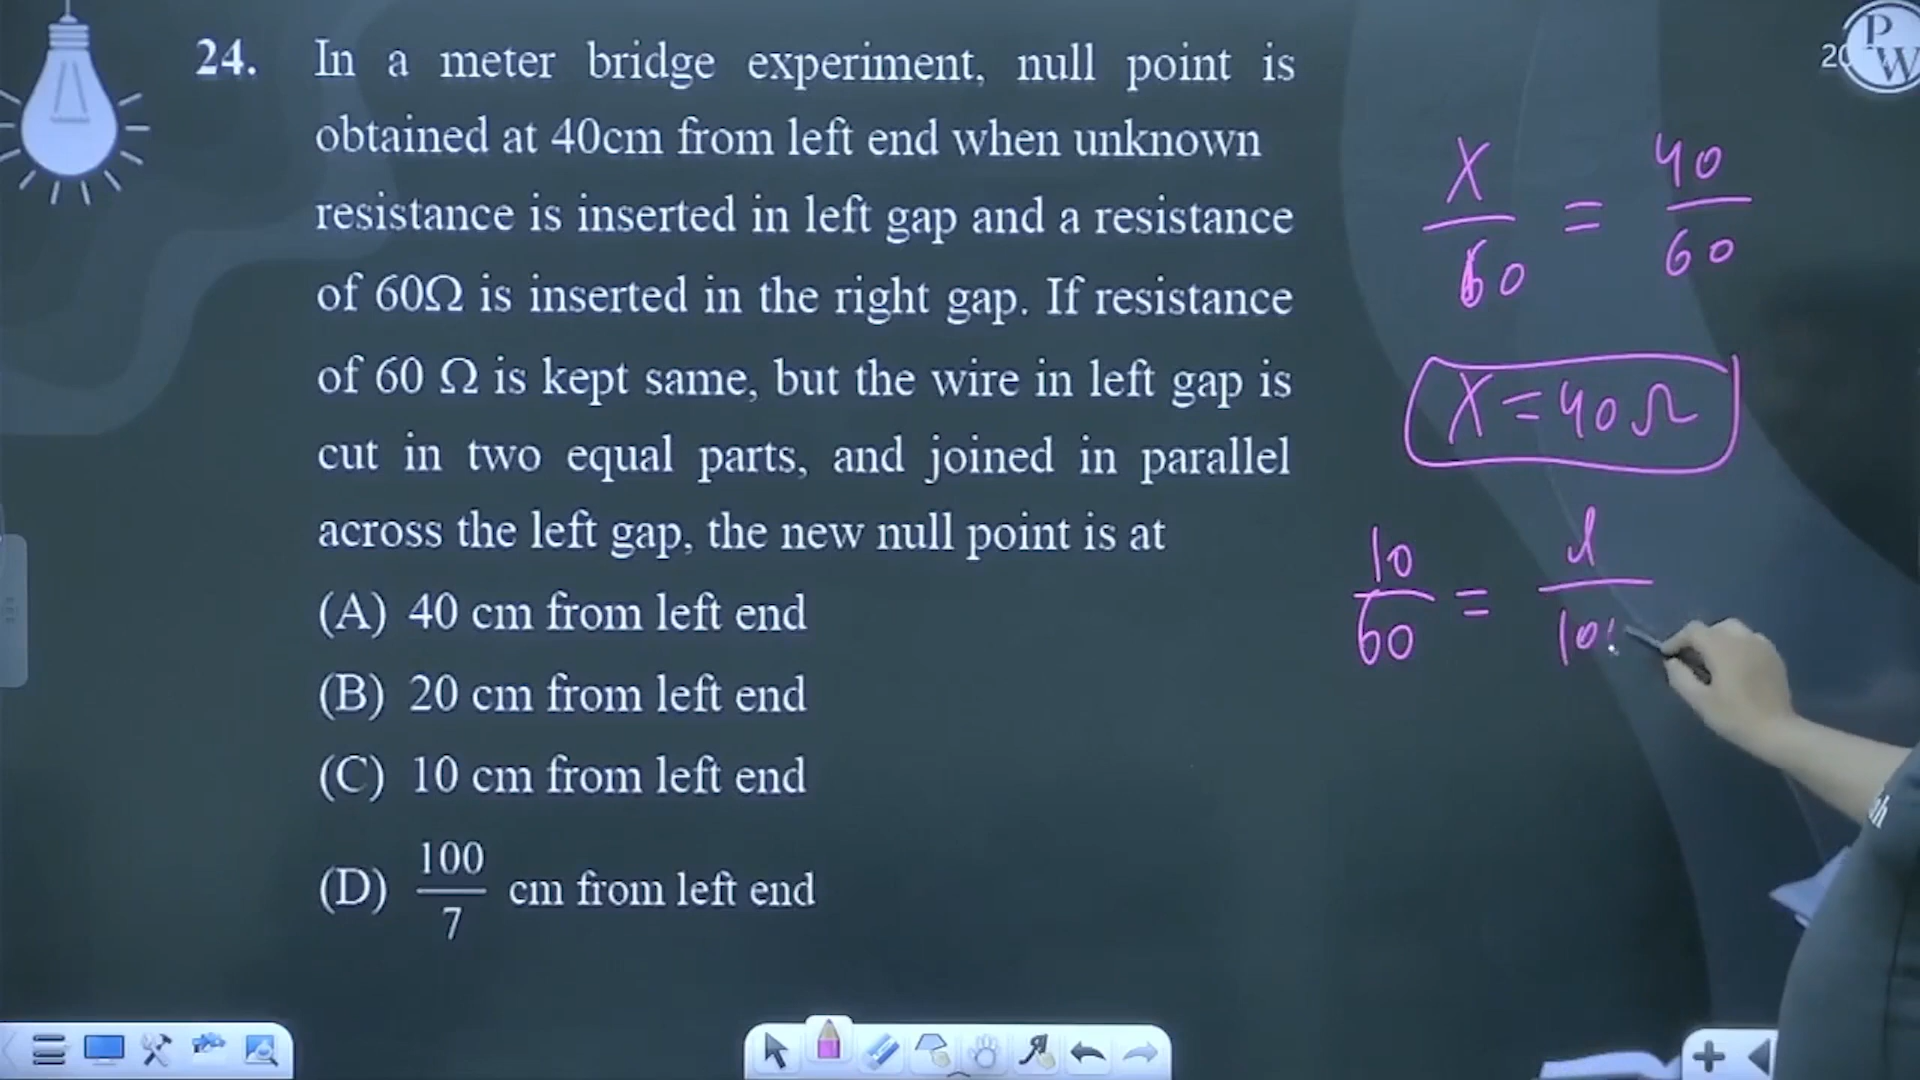 24. In a meter bridge experiment, null point is
obtained at 40cm from left end when unknown
resistance is inserted in left gap and a resistance
of 60Ω is inserted in the right gap. If resistance
of 60 Ω is kept same, but the wire in left gap is
cut in two equal parts, and joined in parallel
across the left gap, the new null point is at
(A) 40 cm from left end
(B) 20 cm from left end
(C) 10 cm from left end
(D) 100/7 cm from left end
PW
X/60 = 40/60
X = 40Ω
10/60 = l/10